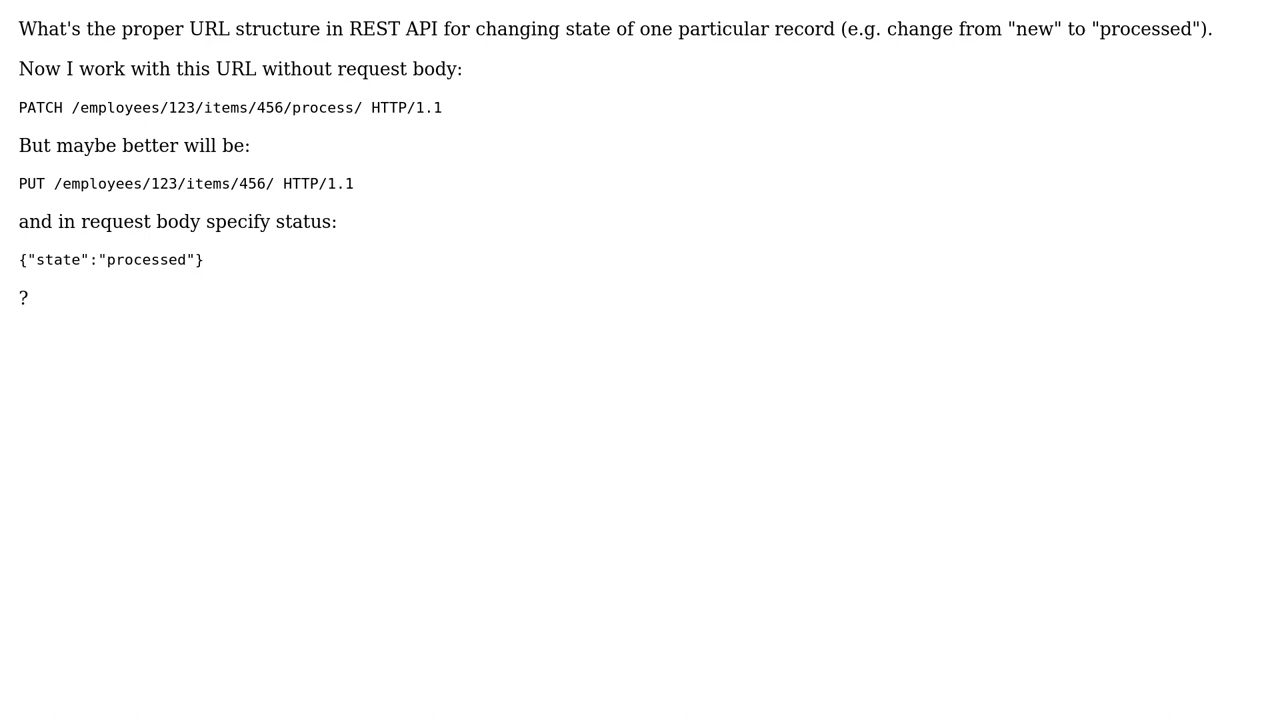 What's the proper URL structure in REST API for changing state of one particular record (e.g. change from "new" to "processed").
Now I work with this URL without request body:
PATCH /employees/123/items/456/process/ HTTP/1.1
But maybe better will be:
PUT /employees/123/items/456/ HTTP/1.1
and in request body specify status:
{"state":"processed"}
?